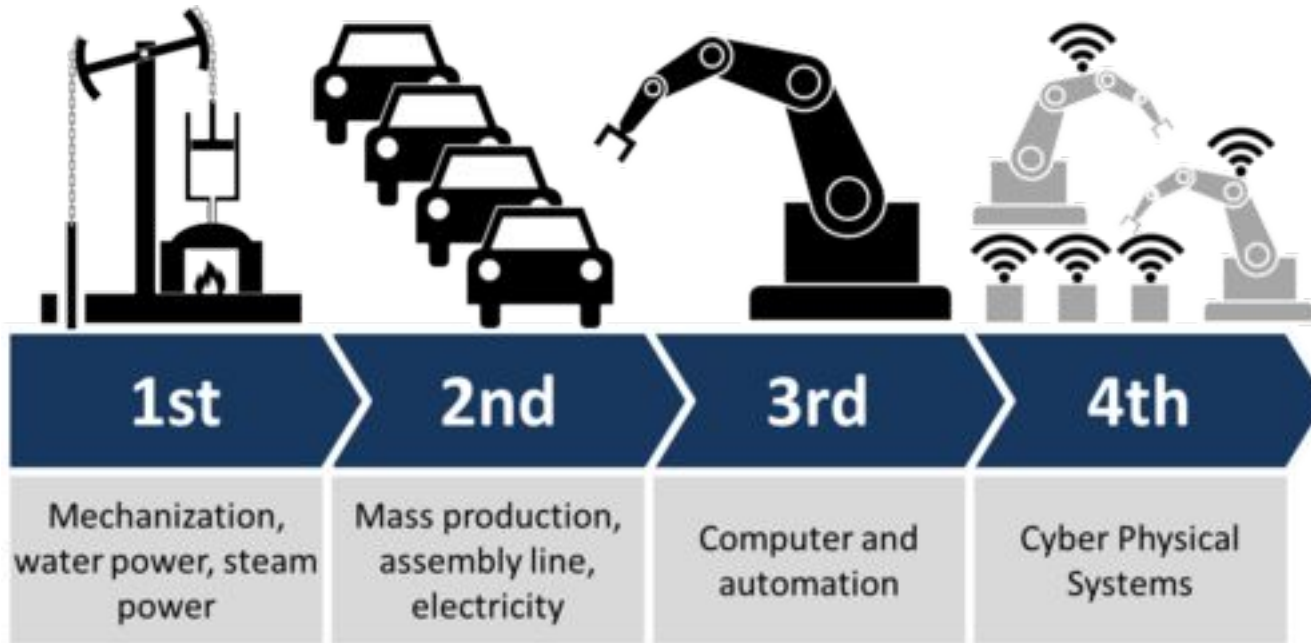 1st
2nd
3rd
4th
Mechanization,
water power, steam
power
Mass production,
assembly line,
electricity
Computer and
automation
Cyber Physical
Systems